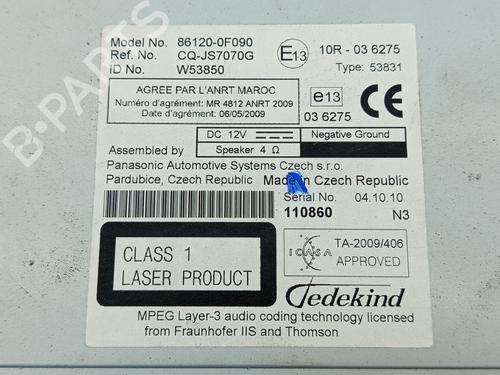 Model No. 86120-0F090
Ref No. CQ-JS7070G
ID No W53850
E13
10R - 03 6275
Type: 53831
AGREE PAR L'ANRT MAROC
Numéro d'agrément: MR 4812 ANRT 2009
Date d'agrément: 06/05/2009
e13
03 6275
CE
DC 12V
Negative Ground
Speaker 4 Ω
Assembled by
Panasonic Automotive Systems Czech s.r.o.
Pardubice, Czech Republic Made in Czech Republic
Serial No. 04.10.10
110860 N3
CLASS 1
LASER PRODUCT
ICASA
TA-2009/406
APPROVED
Tedekind
MPEG Layer-3 audio coding technology licensed
from Fraunhofer IIS and Thomson
B-PARTS